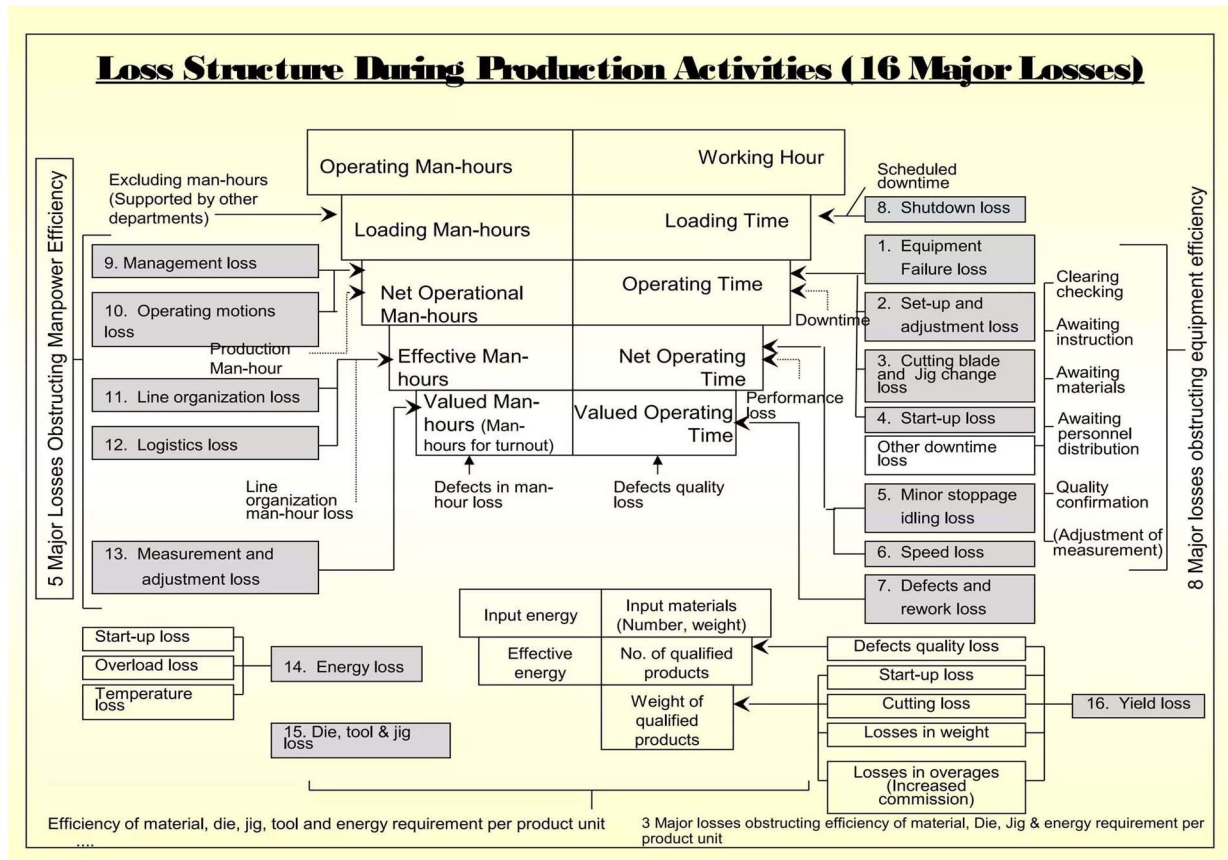 Loss Structure During Production Activities (16 Major Losses)
5 Major Losses Obstructing Manpower Efficiency
Excluding man-hours
(Supported by other
departments)
9. Management loss
10. Operating motions
loss
Production
Man-hour
11. Line organization loss
12. Logistics loss
Line
organization
man-hour loss
13. Measurement and
adjustment loss
Operating Man-hours
Working Hour
Loading Man-hours
Loading Time
Net Operational
Man-hours
Operating Time
Effective Man-
hours
Net Operating
Time
Valued Man-
hours (Man-
hours for turnout)
Valued Operating
Time
Defects in man-
hour loss
Defects quality
loss
Scheduled
downtime
8. Shutdown loss
1. Equipment
Failure loss
2. Set-up and
adjustment loss
Downtime
3. Cutting blade
and Jig change
loss
Performance
loss
4. Start-up loss
Other downtime
loss
5. Minor stoppage
idling loss
6. Speed loss
7. Defects and
rework loss
Clearing
checking
Awaiting
instruction
Awaiting
materials
Awaiting
personnel
distribution
Quality
confirmation
(Adjustment of
measurement)
8 Major losses obstructing equipment efficiency
Start-up loss
Overload loss
Temperature
loss
14. Energy loss
15. Die, tool & jig
loss
Input energy
Input materials
(Number, weight)
Effective
energy
No. of qualified
products
Weight of
qualified
products
Defects quality loss
Start-up loss
Cutting loss
Losses in weight
Losses in overages
(Increased
commission)
16. Yield loss
Efficiency of material, die, jig, tool and energy requirement per product unit
....
3 Major losses obstructing efficiency of material, Die, Jig & energy requirement per
product unit